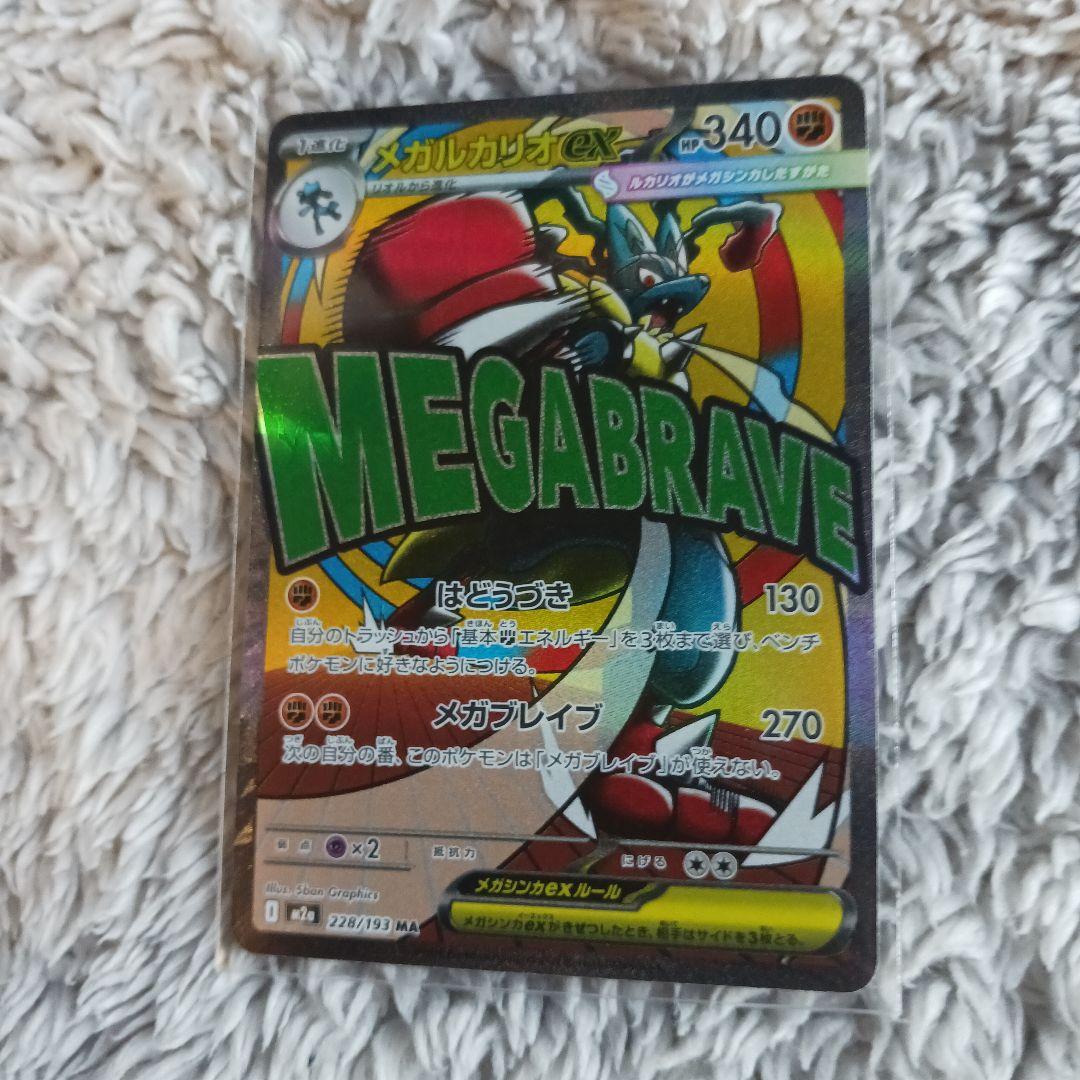 1進化
メガルカリオex
HP 340
リオルから進化
ルカリオがメガシンカしたすがた
MEGABRAVE
はどうづき 130
自分のトラッシュから「基本エネルギー」を3枚まで選び、ベンチ
ポケモンに好きなようにつける。
メガブレイブ 270
次の自分の番、このポケモンは「メガブレイブ」が使えない。
弱点 ×2 抵抗力 にげる
Illus. 5ban Graphics
メガシンカexルール
I M2a 228/193 MA
メガシンカexがきぜつしたとき、相手はサイドを3枚とる。